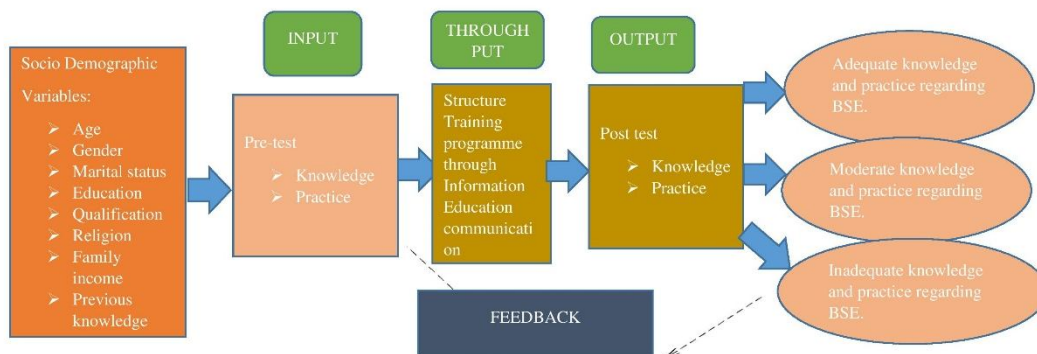 INPUT
THROUGH
PUT
OUTPUT
Socio Demographic
Variables:
Age
Gender
Marital status
Education
Qualification
Religion
Family
income
Previous
knowledge
Pre-test
Knowledge
Practice
Structure
Training
programme
through
Information
Education
communicati
on
Post test
Knowledge
Practice
Adequate knowledge
and practice regarding
BSE.
Moderate knowledge
and practice regarding
BSE.
Inadequate knowledge
and practice regarding
BSE.
FEEDBACK